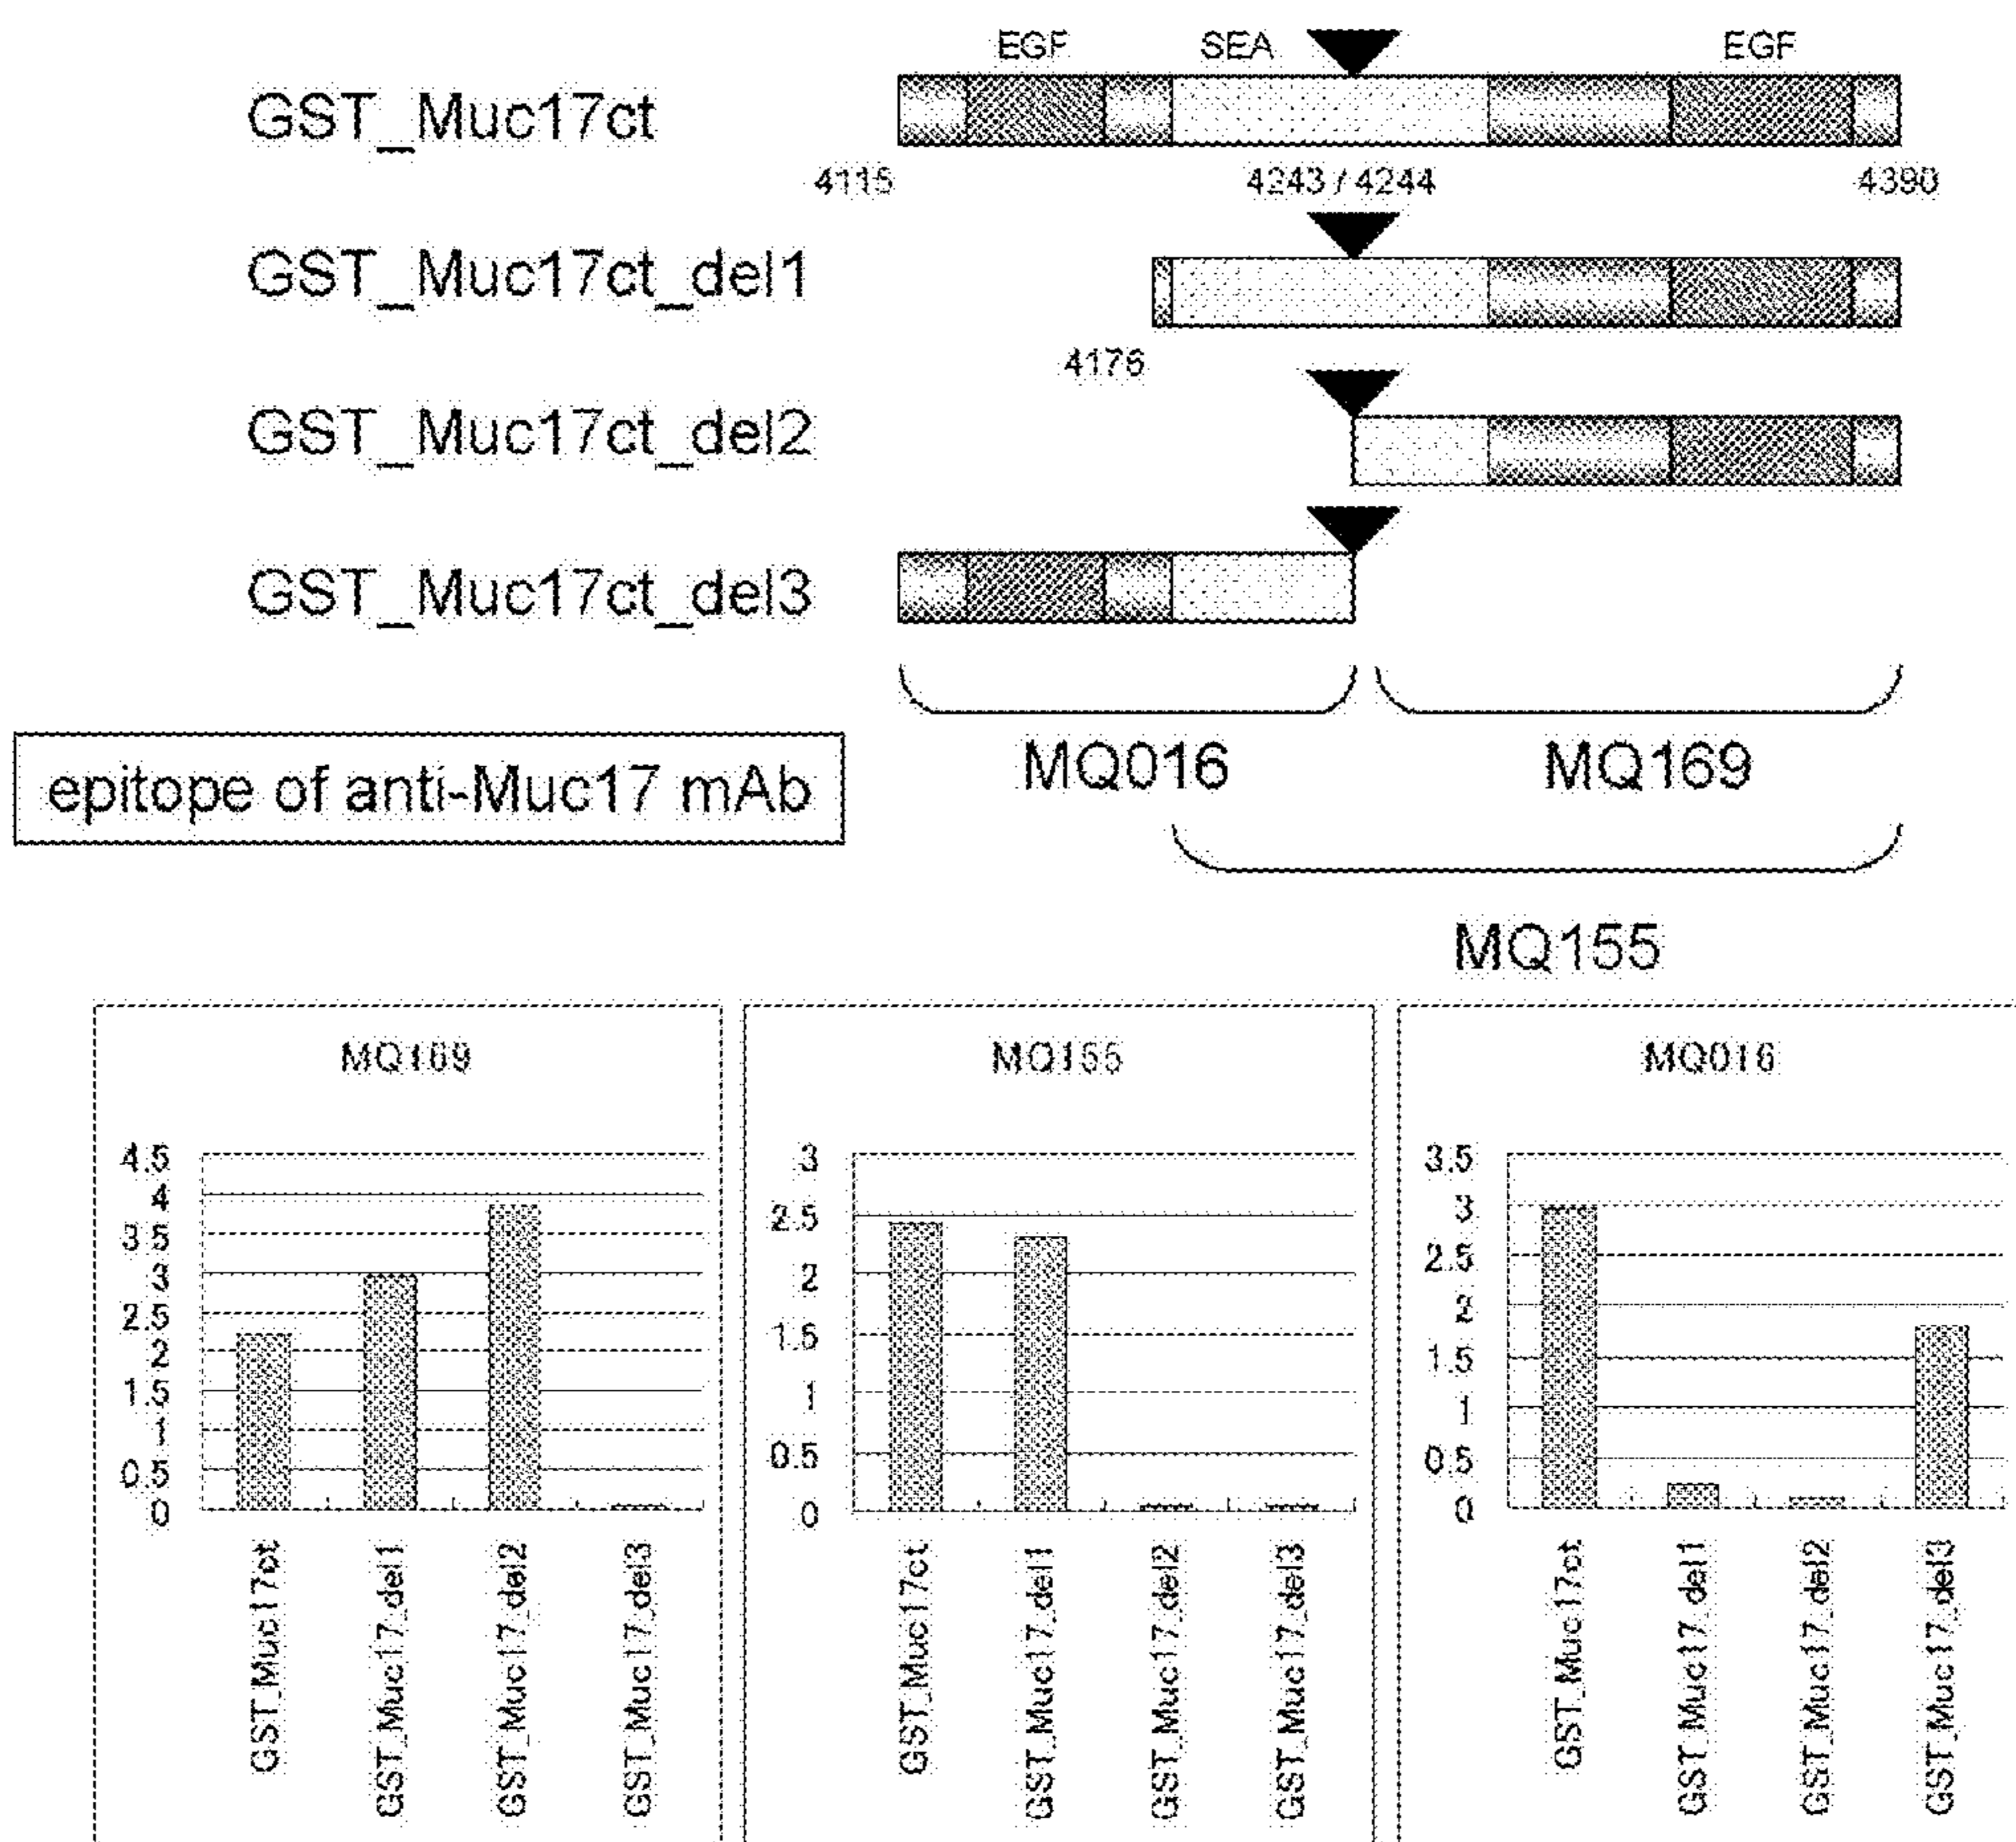 EGF SEA EGF
GST_Muc17ct
4115 4243 / 4244 4390
GST_Muc17ct_del1
4176
GST_Muc17ct_del2
GST_Muc17ct_del3
MQ016 MQ169
epitope of anti-Muc17 mAb
MQ155
MQ169
4.5
4
3.5
3
2.5
2
1.5
1
0.5
0
GST_Muc17ct
GST_Muc17_del1
GST_Muc17_del2
GST_Muc17_del3
MQ155
3
2.5
2
1.5
1
0.5
0
GST_Muc17ct
GST_Muc17_del1
GST_Muc17_del2
GST_Muc17_del3
MQ016
3.5
3
2.5
2
1.5
1
0.5
0
GST_Muc17ct
GST_Muc17_del1
GST_Muc17_del2
GST_Muc17_del3